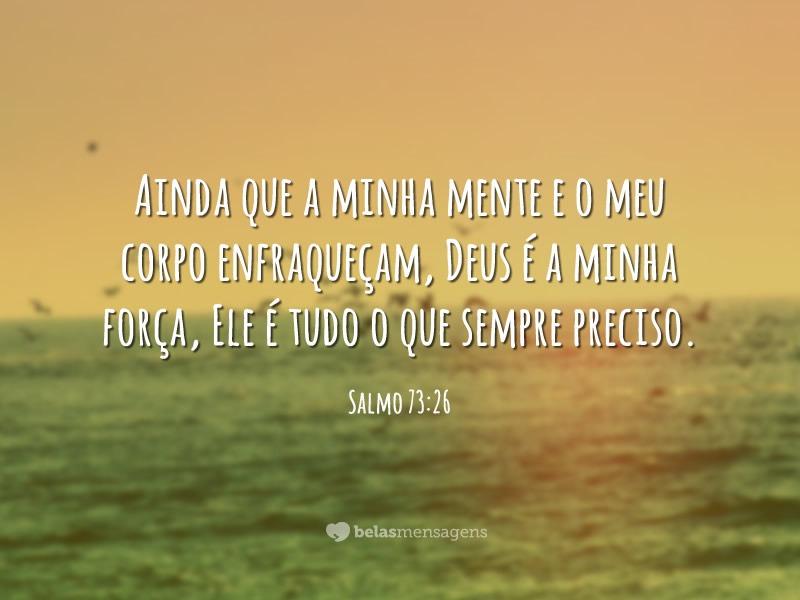 Ainda que a minha mente e o meu
corpo enfraqueçam, Deus é a minha
força, Ele é tudo o que sempre preciso.
Salmo 73:26
belasmensagens